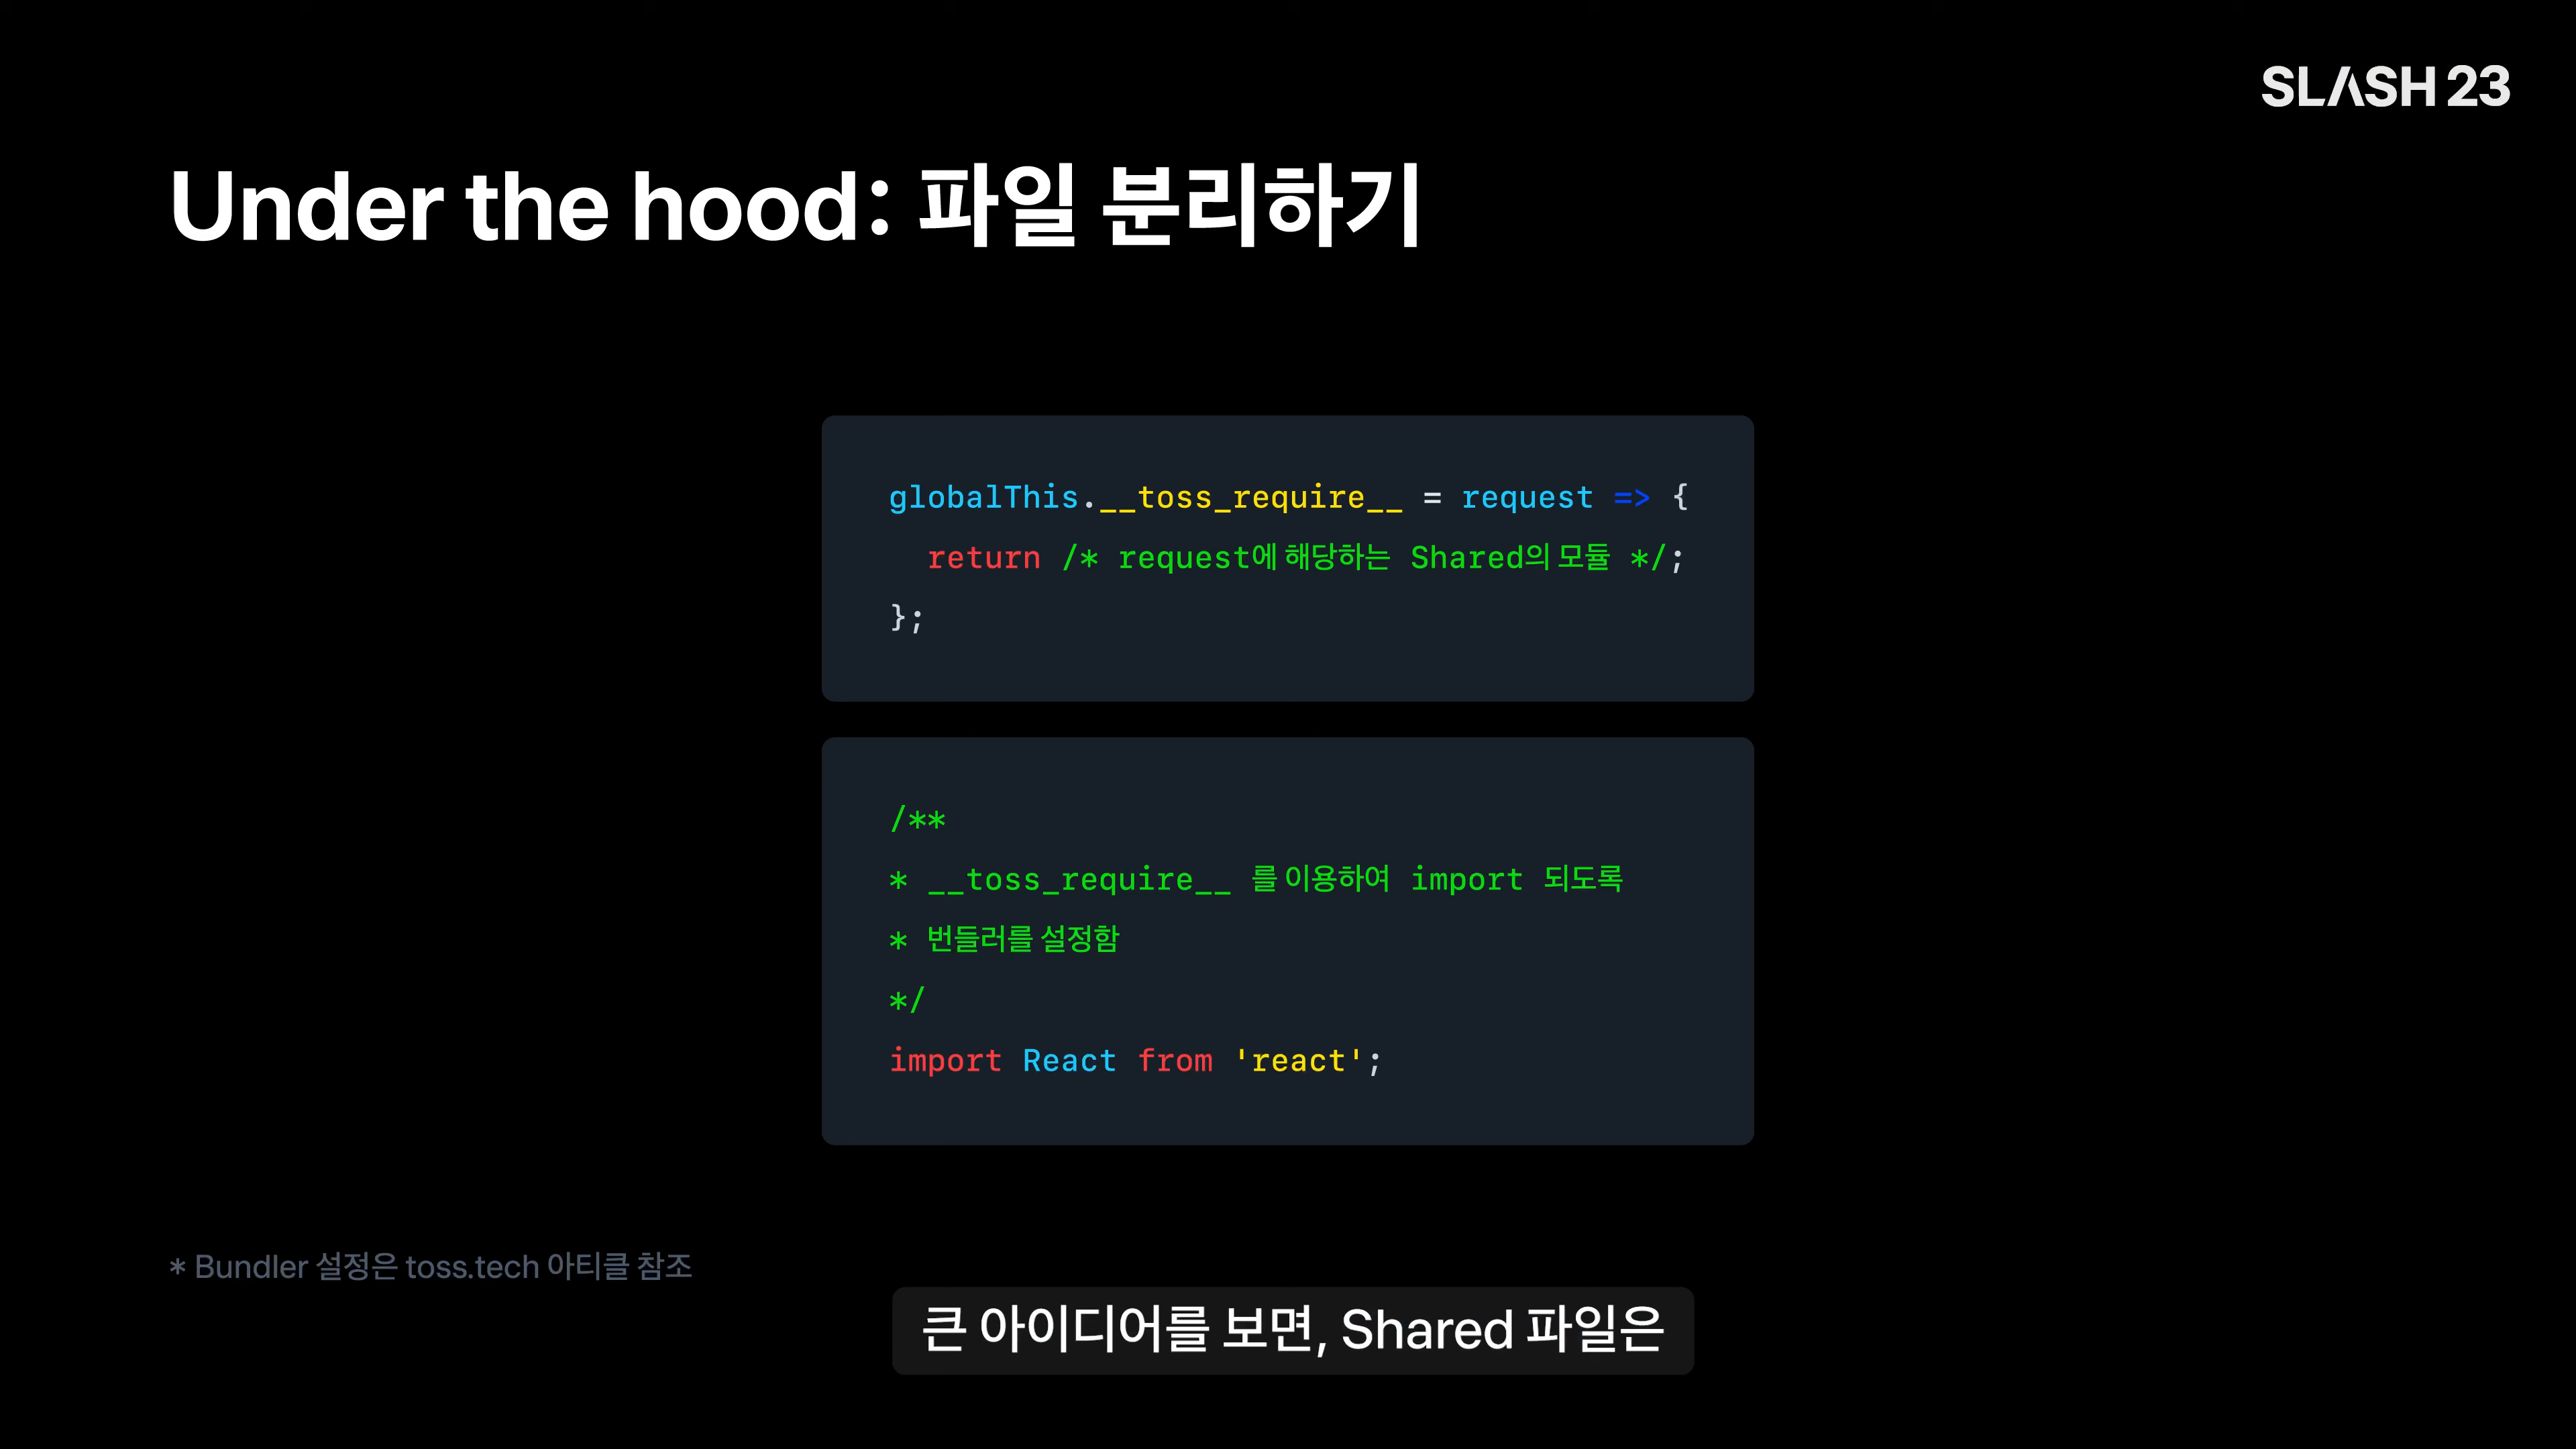 SLASH 23
Under the hood: 파일 분리하기
globalThis.__toss_require__ = request => {
  return /* request에 해당하는 Shared의 모듈 */;
};
/**
* __toss_require__ 를 이용하여 import 되도록
* 번들러를 설정함
*/
import React from 'react';
* Bundler 설정은 toss.tech 아티클 참조
큰 아이디어를 보면, Shared 파일은